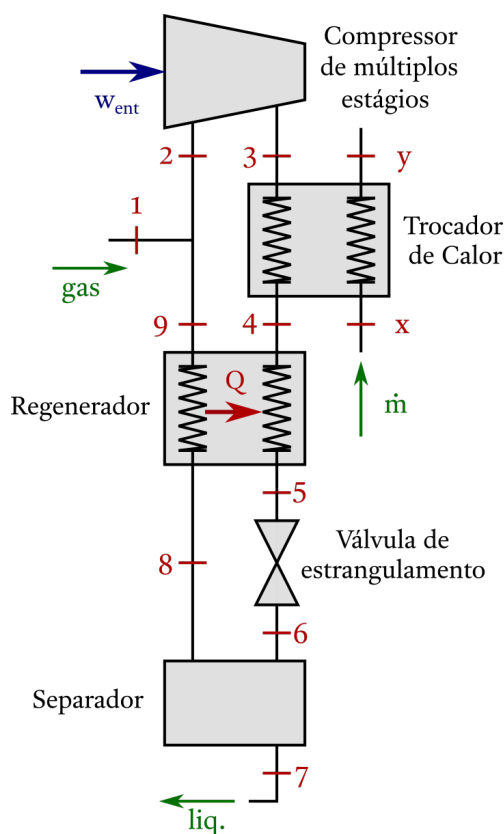 Compressor
de múltiplos
estágios
w_ent
2
3
y
1
Trocador
de Calor
gas
9
4
x
Regenerador
Q
ṁ
5
8
Válvula de
estrangulamento
6
Separador
7
liq.